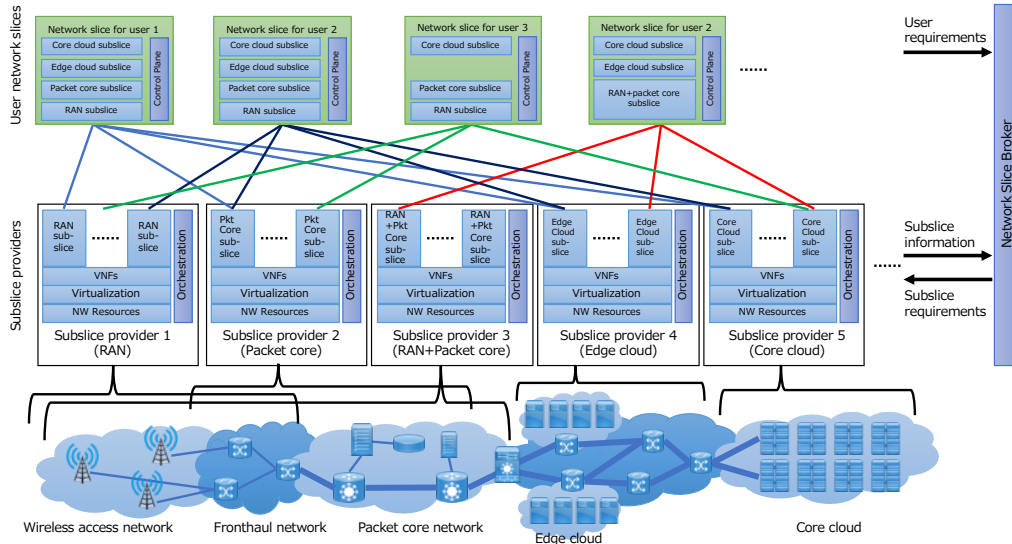 User network slices
Network slice for user 1
Core cloud subslice
Edge cloud subslice
Packet core subslice
RAN subslice
Control Plane
Network slice for user 2
Core cloud subslice
Edge cloud subslice
Packet core subslice
RAN subslice
Control Plane
Network slice for user 3
Core cloud subslice
Packet core subslice
RAN subslice
Control Plane
Network slice for user 2
Core cloud subslice
Edge cloud subslice
RAN+packet core
subslice
Control Plane
......
User
requirements
Network Slice Broker
Subslice providers
RAN
sub-
slice
......
RAN
sub-
slice
Orchestration
VNFs
Virtualization
NW Resources
Subslice provider 1
(RAN)
Pkt
Core sub-
slice
......
Pkt
Core sub-
slice
Orchestration
VNFs
Virtualization
NW Resources
Subslice provider 2
(Packet core)
RAN
+Pkt
Core sub-
slice
......
RAN
+Pkt
Core sub-
slice
Orchestration
VNFs
Virtualization
NW Resources
Subslice provider 3
(RAN+Packet core)
Edge
Cloud
sub-
slice
......
Edge
Cloud
sub-
slice
Orchestration
VNFs
Virtualization
NW Resources
Subslice provider 4
(Edge cloud)
Core
Cloud
sub-
slice
......
Core
Cloud
sub-
slice
Orchestration
VNFs
Virtualization
NW Resources
Subslice provider 5
(Core cloud)
......
Subslice
information
Subslice
requirements
Wireless access network
Fronthaul network
Packet core network
Edge cloud
Core cloud